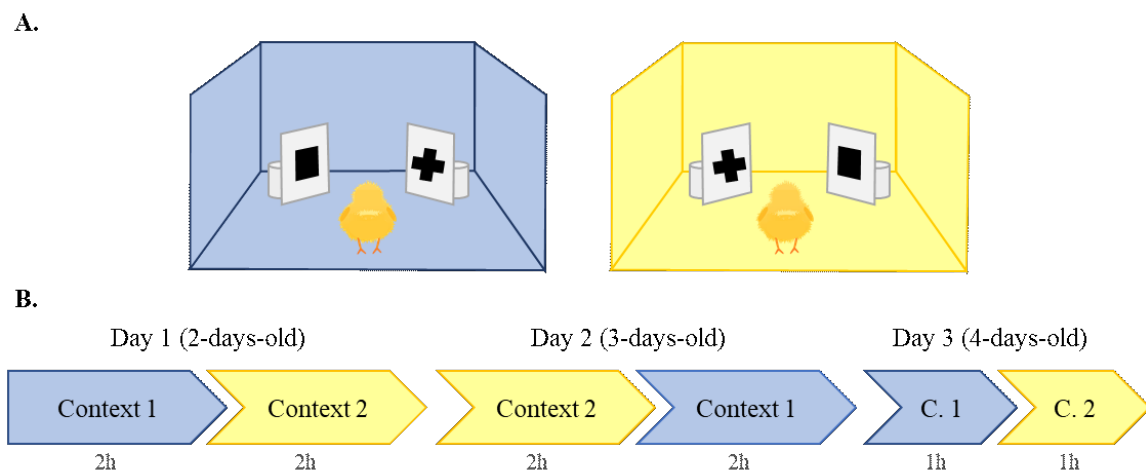 A.
B.
Day 1 (2-days-old) Day 2 (3-days-old) Day 3 (4-days-old)
Context 1 Context 2 Context 2 Context 1 C. 1 C. 2
2h 2h 2h 2h 1h 1h